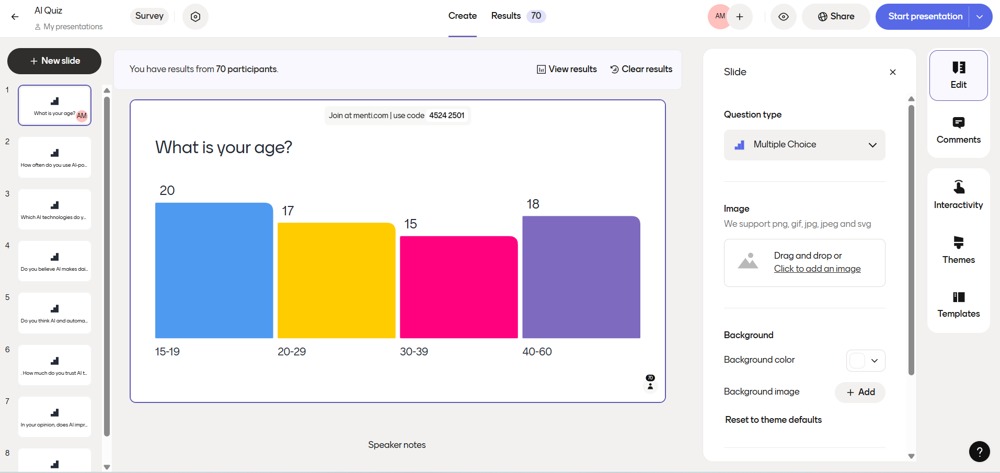 AI Quiz
My presentations
Survey
Create
Results 70
AM
Share
Start presentation
New slide
1
What is your age?
AM
2
How often do you use AI-po...
3
Which AI technologies do y...
4
Do you believe AI makes dai...
5
Do you think AI and automa...
6
. How much do you trust AI t...
7
In your opinion, does AI impr...
8
You have results from 70 participants.
View results
Clear results
Join at menti.com | use code 4524 2501
What is your age?
20
17
15
18
15-19
20-29
30-39
40-60
70
Speaker notes
Slide
Question type
Multiple Choice
Image
We support png, gif, jpg, jpeg and svg
Drag and drop or
Click to add an image
Background
Background color
Background image
Add
Reset to theme defaults
Edit
Comments
Interactivity
Themes
Templates
?